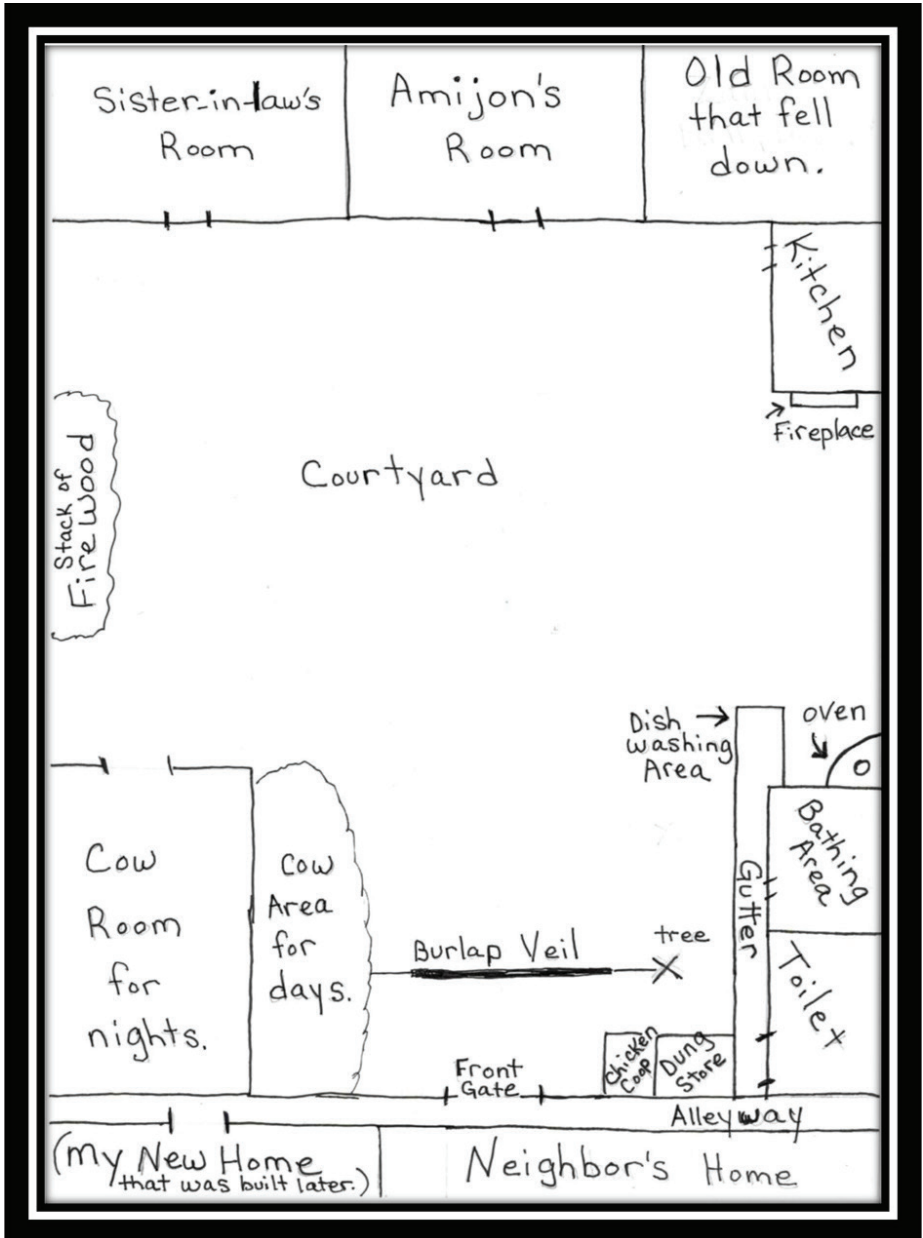 Sister-in-law's
Room
Amijon's
Room
Old Room
that fell
down.
Kitchen
Fireplace
Stack of
Fire Wood
Courtyard
Dish
washing
Area
oven
Cow
Room
for
nights.
Cow
Area
for
days.
Burlap Veil
tree
Gutter
Bathing
Area
Toilet
Front
Gate
Chicken
Coop
Dung
Store
Alleyway
(My New Home
that was built later.)
Neighbor's Home